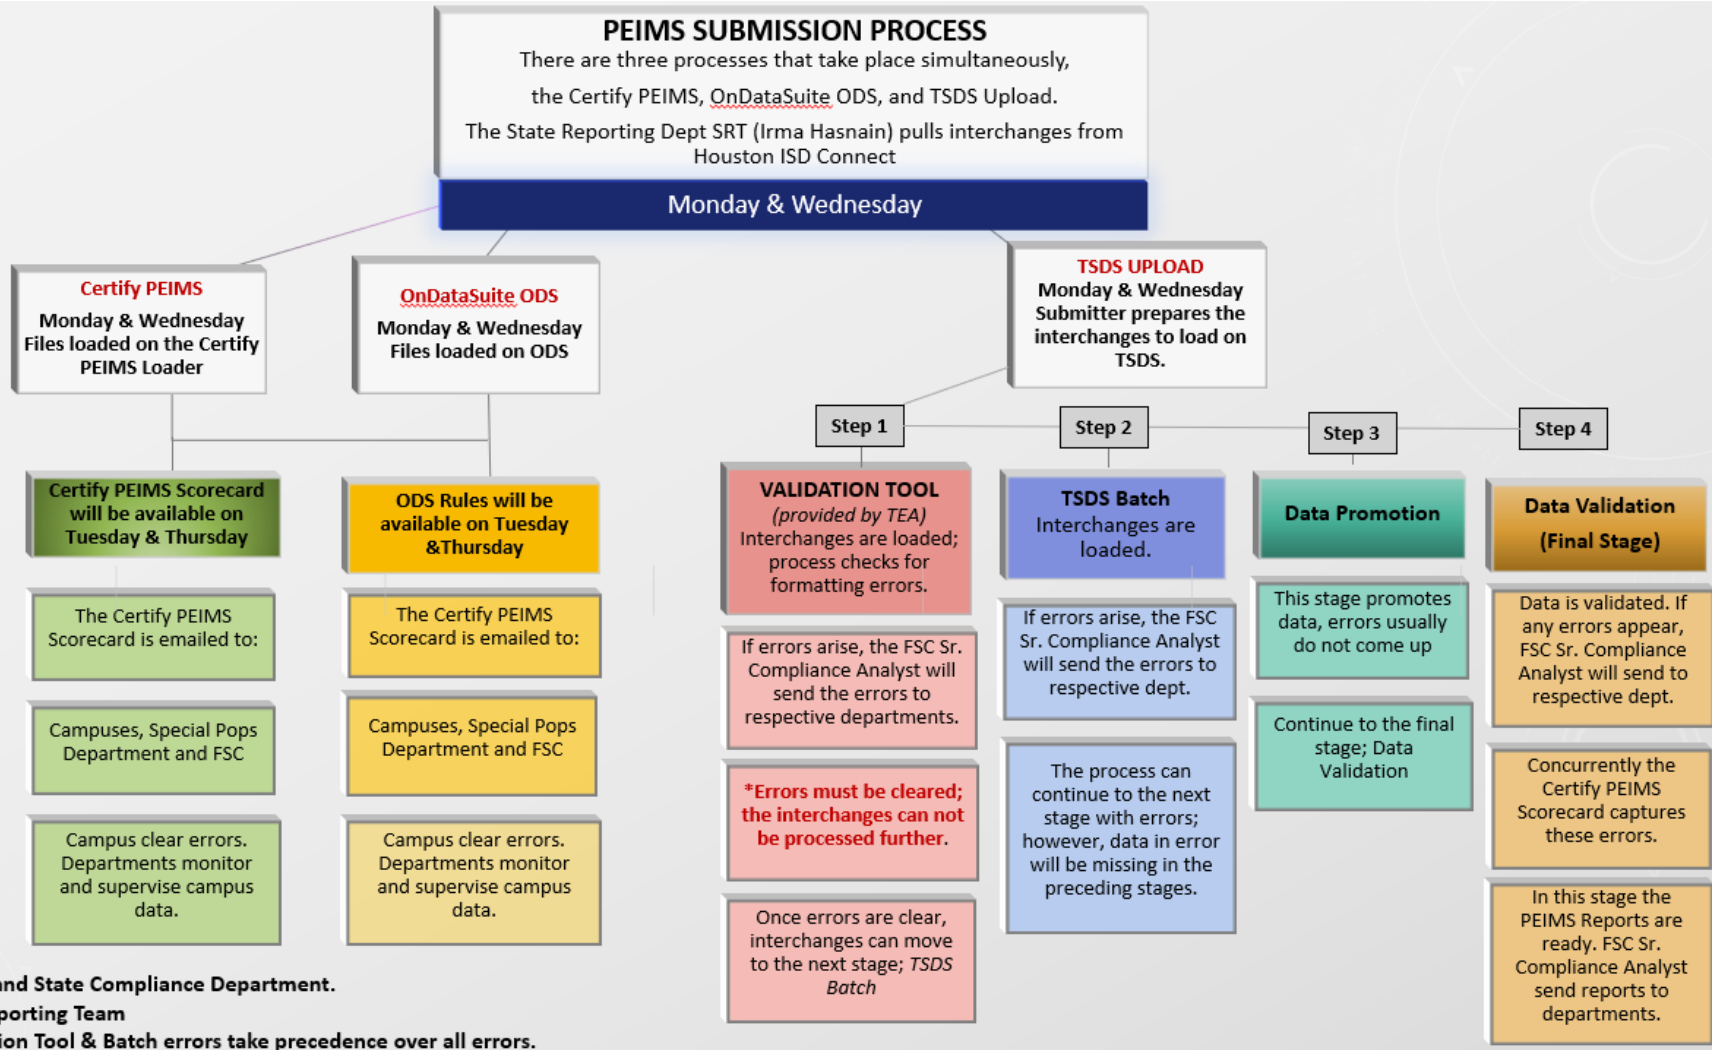 PEIMS SUBMISSION PROCESS
There are three processes that take place simultaneously,
the Certify PEIMS, OnDataSuite ODS, and TSDS Upload.
The State Reporting Dept SRT (Irma Hasnain) pulls interchanges from
Houston ISD Connect
Monday & Wednesday
Certify PEIMS
Monday & Wednesday
Files loaded on the Certify
PEIMS Loader
OnDataSuite ODS
Monday & Wednesday
Files loaded on ODS
TSDS UPLOAD
Monday & Wednesday
Submitter prepares the
interchanges to load on
TSDS.
Step 1
Step 2
Step 3
Step 4
Certify PEIMS Scorecard
will be available on
Tuesday & Thursday
The Certify PEIMS
Scorecard is emailed to:
Campuses, Special Pops
Department and FSC
Campus clear errors.
Departments monitor
and supervise campus
data.
ODS Rules will be
available on Tuesday
&Thursday
The Certify PEIMS
Scorecard is emailed to:
Campuses, Special Pops
Department and FSC
Campus clear errors.
Departments monitor
and supervise campus
data.
VALIDATION TOOL
(provided by TEA)
Interchanges are loaded;
process checks for
formatting errors.
If errors arise, the FSC Sr.
Compliance Analyst will
send the errors to
respective departments.
*Errors must be cleared;
the interchanges can not
be processed further.
Once errors are clear,
interchanges can move
to the next stage; TSDS
Batch
TSDS Batch
Interchanges are
loaded.
If errors arise, the FSC
Sr. Compliance Analyst
will send the errors to
respective dept.
The process can
continue to the next
stage with errors;
however, data in error
will be missing in the
preceding stages.
Data Promotion
This stage promotes
data, errors usually
do not come up
Continue to the final
stage; Data
Validation
Data Validation
(Final Stage)
Data is validated. If
any errors appear,
FSC Sr. Compliance
Analyst will send to
respective dept.
Concurrently the
Certify PEIMS
Scorecard captures
these errors.
In this stage the
PEIMS Reports are
ready. FSC Sr.
Compliance Analyst
send reports to
departments.
and State Compliance Department.
porting Team
ion Tool & Batch errors take precedence over all errors.